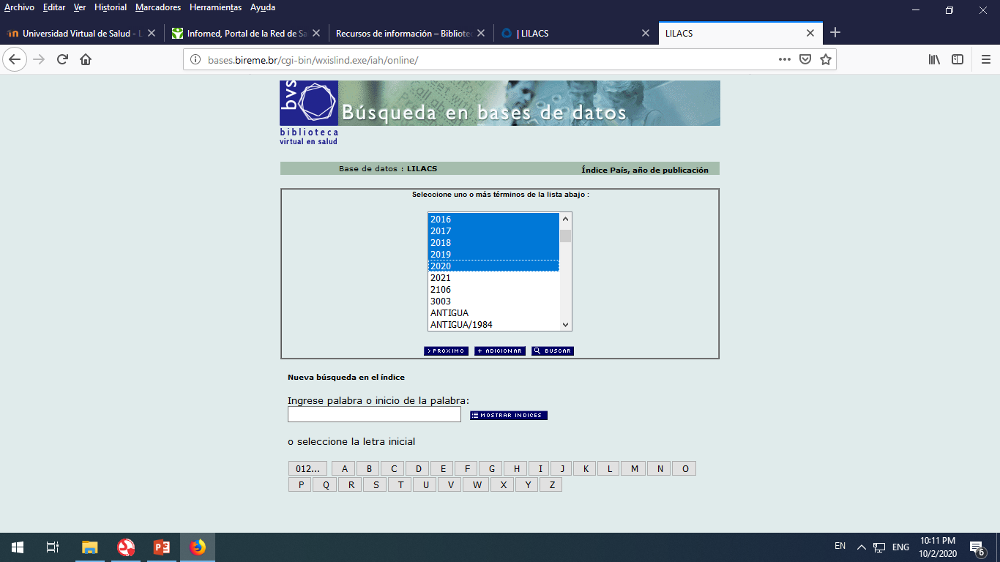 Archivo Editar Ver Historial Marcadores Herramientas Ayuda
Universidad Virtual de Salud - L
Infomed, Portal de la Red de Sa
Recursos de información – Bibliote
| LILACS
LILACS
bases.bireme.br/cgi-bin/wxislind.exe/iah/online/
bvs
Búsqueda en bases de datos
biblioteca
virtual en salud
Base de datos : LILACS
Índice País, año de publicación
Seleccione uno o más términos de la lista abajo :
2016
2017
2018
2019
2020
2021
2106
3003
ANTIGUA
ANTIGUA/1984
PROXIMO
+ ADICIONAR
BUSCAR
Nueva búsqueda en el índice
Ingrese palabra o inicio de la palabra:
MOSTRAR INDICES
o seleccione la letra inicial
012... A B C D E F G H I J K L M N O
P Q R S T U V W X Y Z
EN
ENG
10:11 PM
10/2/2020
6